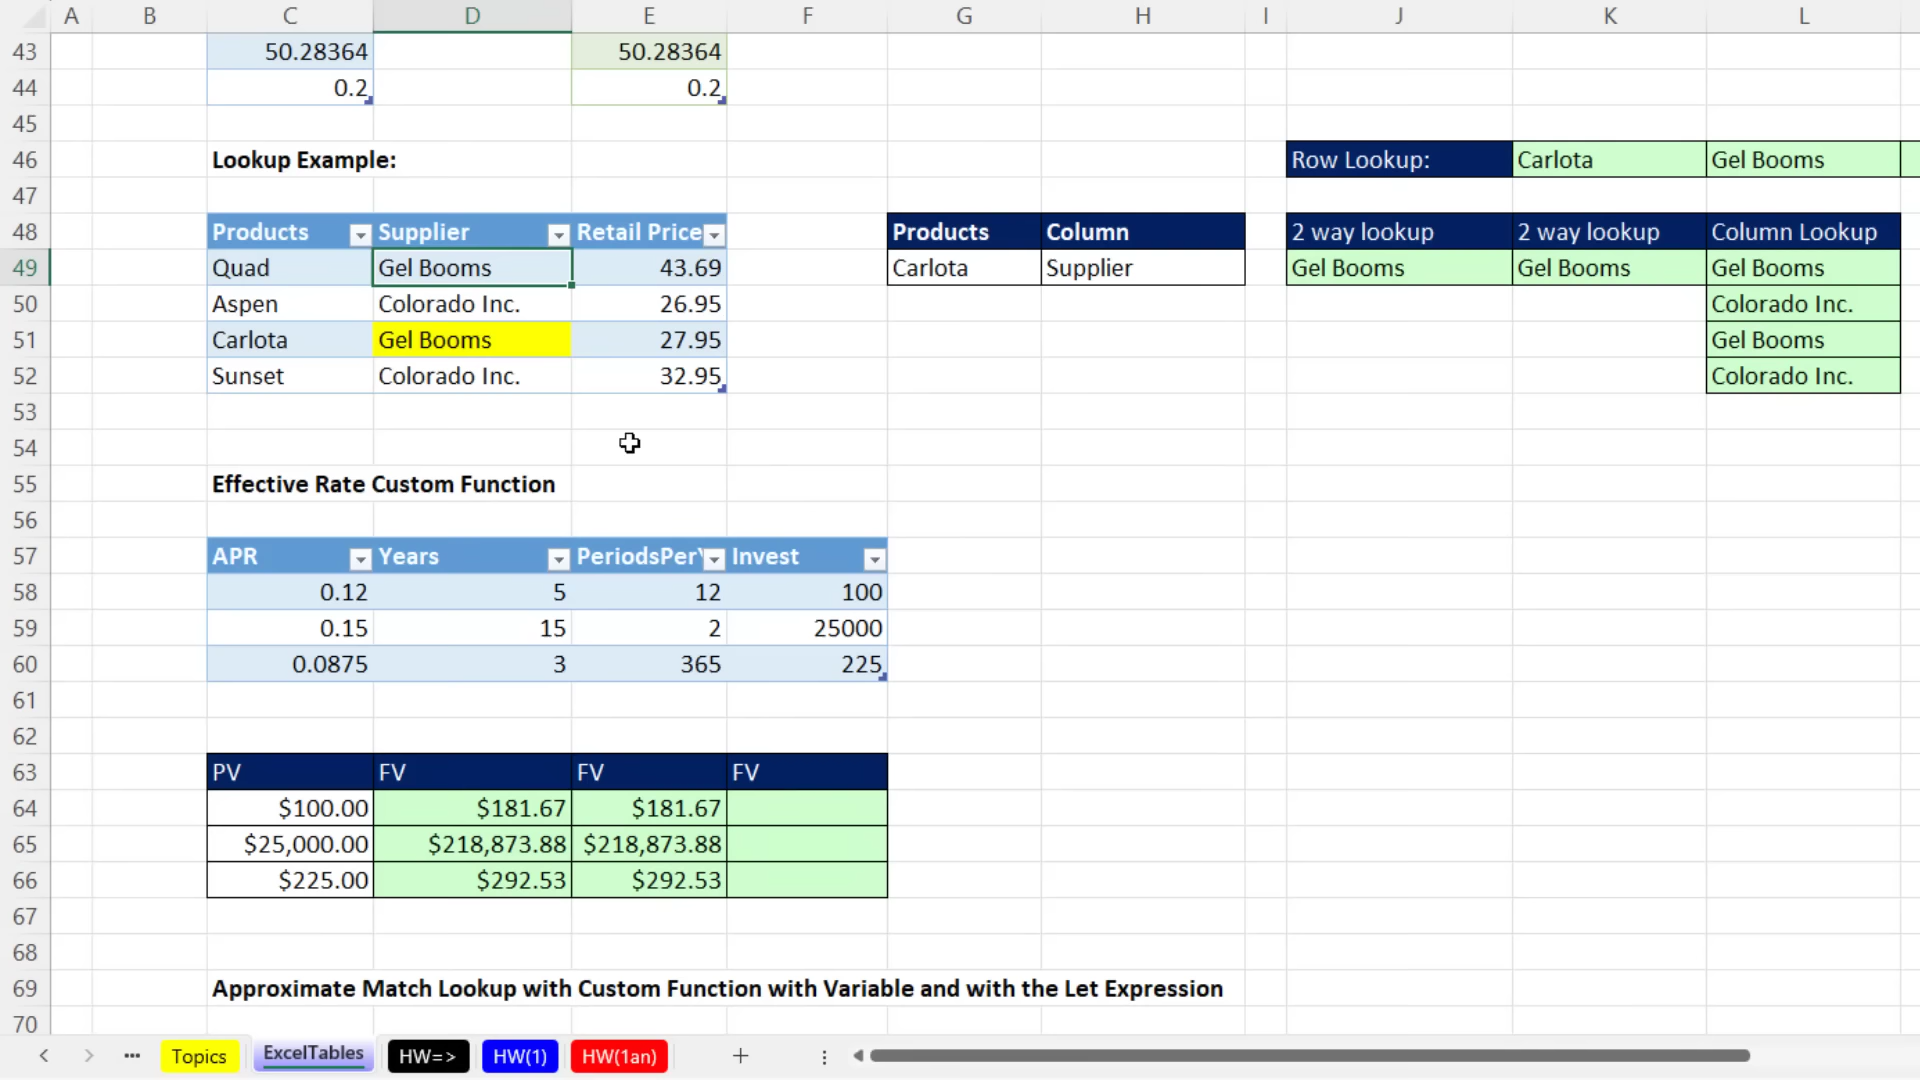 A B C D E F G H I J K L
43 50.28364 50.28364
44 0.2 0.2
45
46 Lookup Example: Row Lookup: Carlota Gel Booms
47
48 Products Supplier Retail Price Products Column 2 way lookup 2 way lookup Column Lookup
49 Quad Gel Booms 43.69 Carlota Supplier Gel Booms Gel Booms Gel Booms
50 Aspen Colorado Inc. 26.95 Colorado Inc.
51 Carlota Gel Booms 27.95 Gel Booms
52 Sunset Colorado Inc. 32.95 Colorado Inc.
53
54
55 Effective Rate Custom Function
56
57 APR Years PeriodsPer Invest
58 0.12 5 12 100
59 0.15 15 2 25000
60 0.0875 3 365 225
61
62
63 PV FV FV FV
64 $100.00 $181.67 $181.67
65 $25,000.00 $218,873.88 $218,873.88
66 $225.00 $292.53 $292.53
67
68
69 Approximate Match Lookup with Custom Function with Variable and with the Let Expression
70
Topics ExcelTables HW=> HW(1) HW(1an)